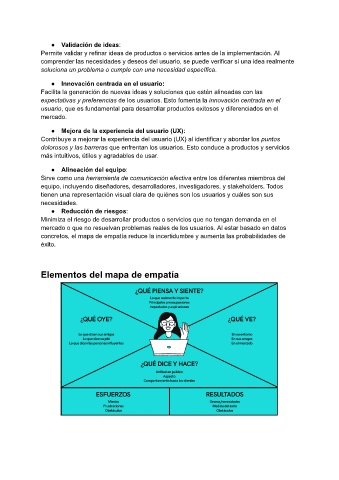 ● Validación de ideas:
Permite validar y refinar ideas de productos o servicios antes de la implementación. Al
comprender las necesidades y deseos del usuario, se puede verificar si una idea realmente
soluciona un problema o cumple con una necesidad específica.
● Innovación centrada en el usuario:
Facilita la generación de nuevas ideas y soluciones que están alineadas con las
expectativas y preferencias de los usuarios. Esto fomenta la innovación centrada en el
usuario, que es fundamental para desarrollar productos exitosos y diferenciados en el
mercado.
● Mejora de la experiencia del usuario (UX):
Contribuye a mejorar la experiencia del usuario (UX) al identificar y abordar los puntos
dolorosos y las barreras que enfrentan los usuarios. Esto conduce a productos y servicios
más intuitivos, útiles y agradables de usar.
● Alineación del equipo:
Sirve como una herramienta de comunicación efectiva entre los diferentes miembros del
equipo, incluyendo diseñadores, desarrolladores, investigadores, y stakeholders. Todos
tienen una representación visual clara de quiénes son los usuarios y cuáles son sus
necesidades.
● Reducción de riesgos:
Minimiza el riesgo de desarrollar productos o servicios que no tengan demanda en el
mercado o que no resuelvan problemas reales de los usuarios. Al estar basado en datos
concretos, el mapa de empatía reduce la incertidumbre y aumenta las probabilidades de
éxito.
Elementos del mapa de empatía
¿QUÉ PIENSA Y SIENTE?
Lo que realmente importa
Principales preocupaciones
Inquietudes y aspiraciones
¿QUÉ OYE?
Lo que dicen sus amigos
Lo que dice su jefe
Lo que dicen las personas influyentes
¿QUÉ VE?
En su entorno
En sus amigos
En el mercado
¿QUÉ DICE Y HACE?
Actitud en público
Aspecto
Comportamiento hacia los demás
ESFUERZOS
Miedos
Frustraciones
Obstáculos
RESULTADOS
Deseos/necesidades
Medida del éxito
Obstáculos